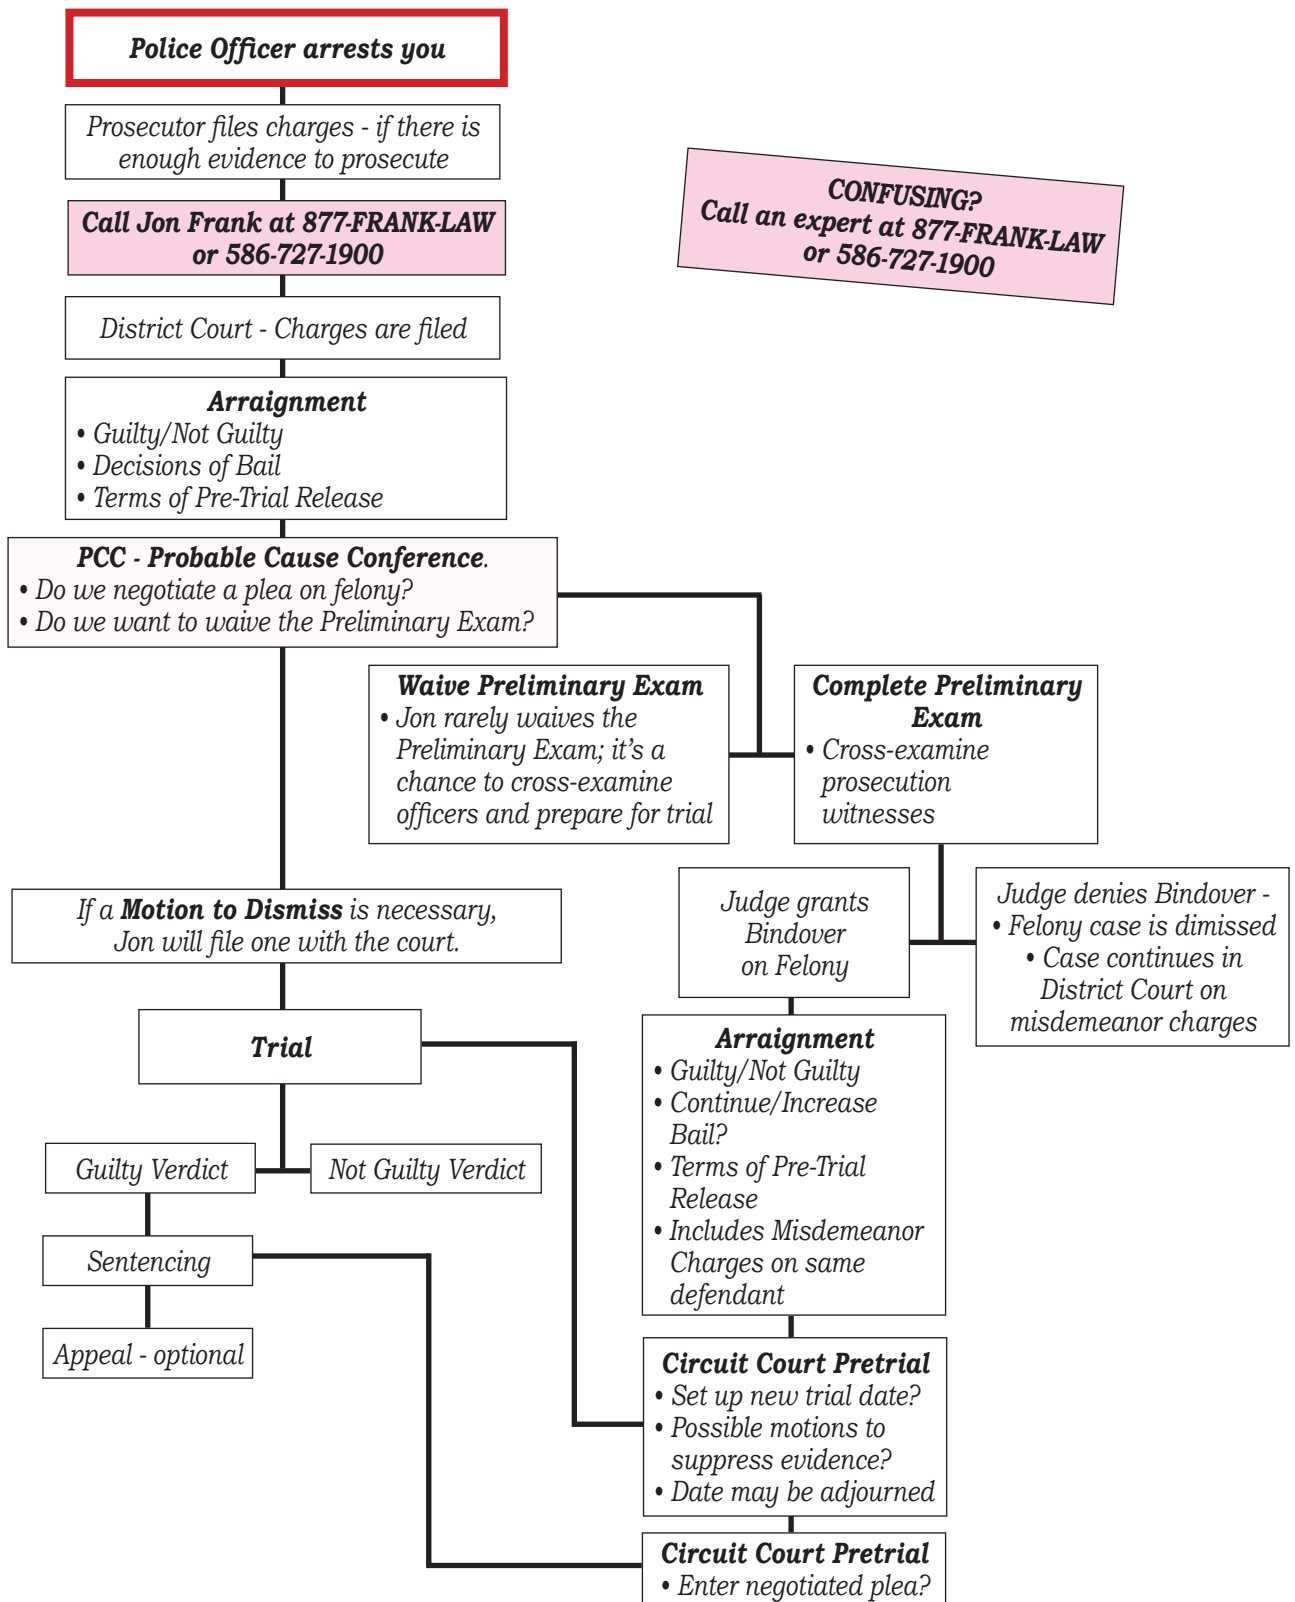 Police Officer arrests you
Prosecutor files charges - if there is
enough evidence to prosecute
CONFUSING?
Call an expert at 877-FRANK-LAW
or 586-727-1900
Call Jon Frank at 877-FRANK-LAW
or 586-727-1900
District Court - Charges are filed
Arraignment
• Guilty/Not Guilty
• Decisions of Bail
• Terms of Pre-Trial Release
PCC - Probable Cause Conference.
• Do we negotiate a plea on felony?
• Do we want to waive the Preliminary Exam?
Waive Preliminary Exam
• Jon rarely waives the
Preliminary Exam; it's a
chance to cross-examine
officers and prepare for trial
Complete Preliminary
Exam
• Cross-examine
prosecution
witnesses
If a Motion to Dismiss is necessary,
Jon will file one with the court.
Judge grants
Bindover
on Felony
Judge denies Bindover -
• Felony case is dimissed
• Case continues in
District Court on
misdemeanor charges
Trial
Guilty Verdict
Not Guilty Verdict
Sentencing
Appeal - optional
Arraignment
• Guilty/Not Guilty
• Continue/Increase
Bail?
• Terms of Pre-Trial
Release
• Includes Misdemeanor
Charges on same
defendant
Circuit Court Pretrial
• Set up new trial date?
• Possible motions to
suppress evidence?
• Date may be adjourned
Circuit Court Pretrial
• Enter negotiated plea?